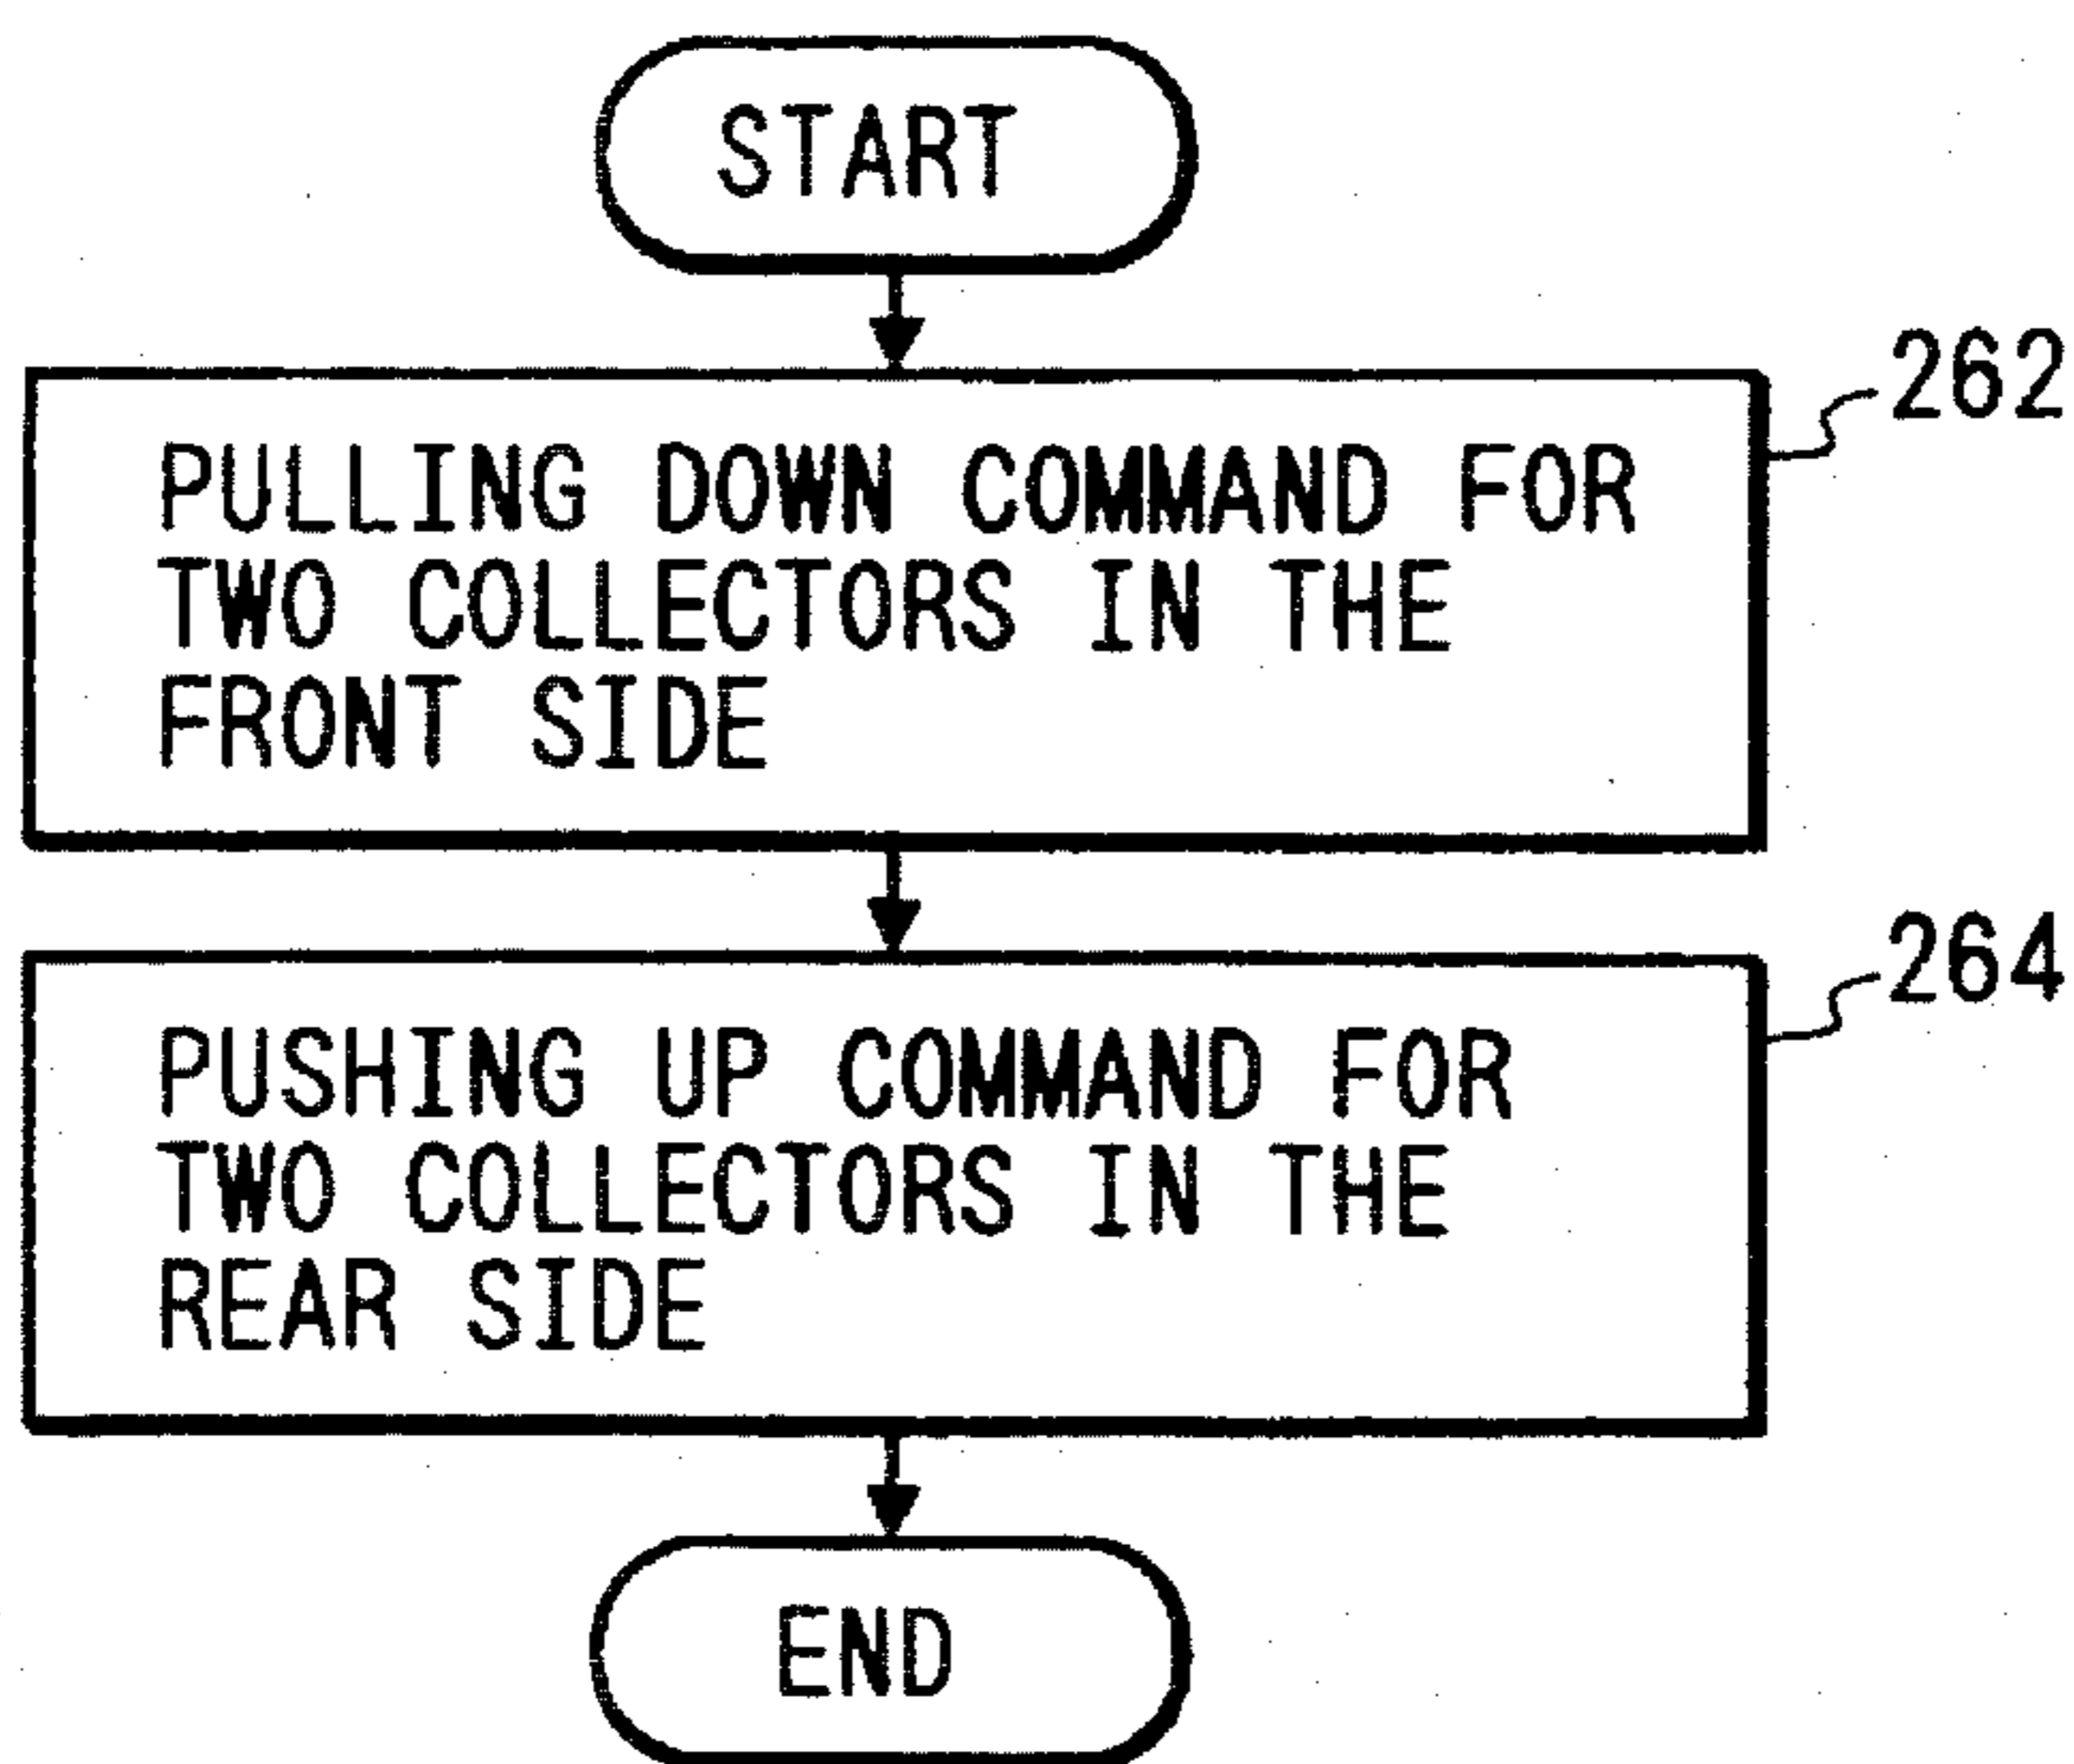 START
262
PULLING DOWN COMMAND FOR
TWO COLLECTORS IN THE
FRONT SIDE
264
PUSHING UP COMMAND FOR
TWO COLLECTORS IN THE
REAR SIDE
END